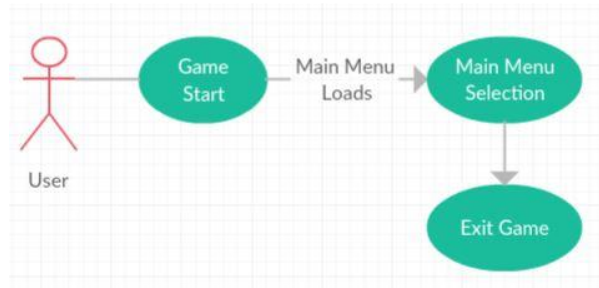 Game
Start
Main Menu
Loads
Main Menu
Selection
User
Exit Game